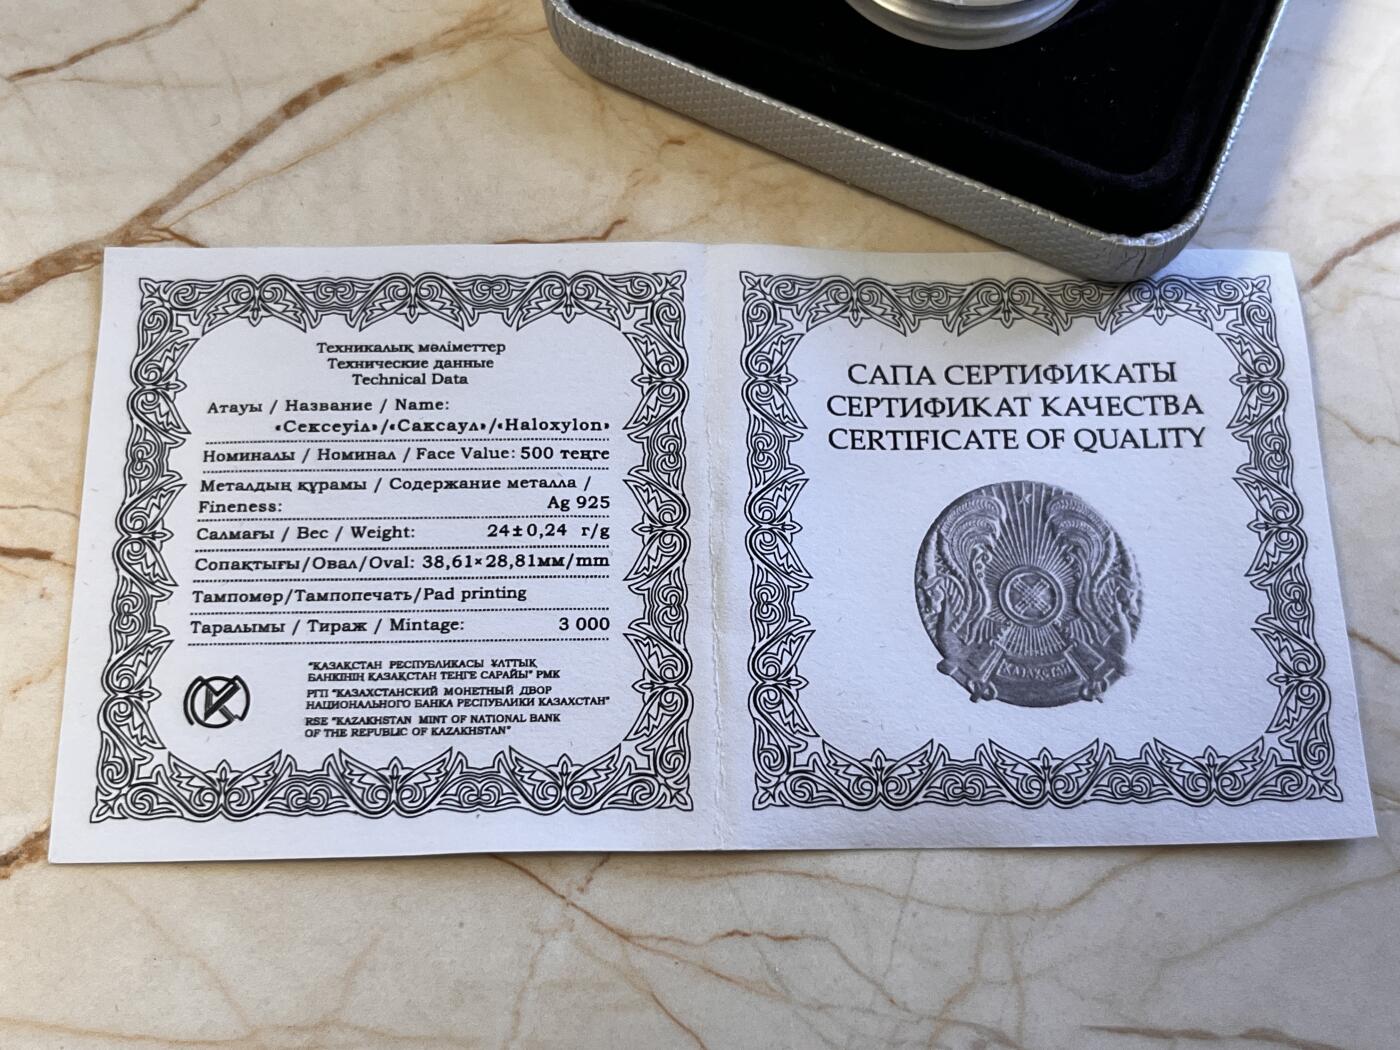 Техникалық мәліметтер
Технические данные
Technical Data
Атауы / Название / Name:
«Сексеуіл»/«Саксаул»/«Haloxylon»
Номиналы / Номинал / Face Value: 500 теңге
Металдың құрамы / Содержание металла /
Fineness: Ag 925
Салмағы / Вес / Weight: 24±0,24 г/g
Сопақтығы/Овал/Oval: 38,61×28,81мм/mm
Тампомөр/Тампопечать/Pad printing
Таралымы / Тираж / Mintage: 3 000
"ҚАЗАҚСТАН РЕСПУБЛИКАСЫ ҰЛТТЫҚ
БАНКІНІҢ ҚАЗАҚСТАН ТЕҢГЕ САРАЙЫ" РМК
РГП "КАЗАХСТАНСКИЙ МОНЕТНЫЙ ДВОР
НАЦИОНАЛЬНОГО БАНКА РЕСПУБЛИКИ КАЗАХСТАН"
RSE "KAZAKHSTAN MINT OF NATIONAL BANK
OF THE REPUBLIC OF KAZAKHSTAN"
САПА СЕРТИФИКАТЫ
СЕРТИФИКАТ КАЧЕСТВА
CERTIFICATE OF QUALITY
ҚАЗАҚСТАН